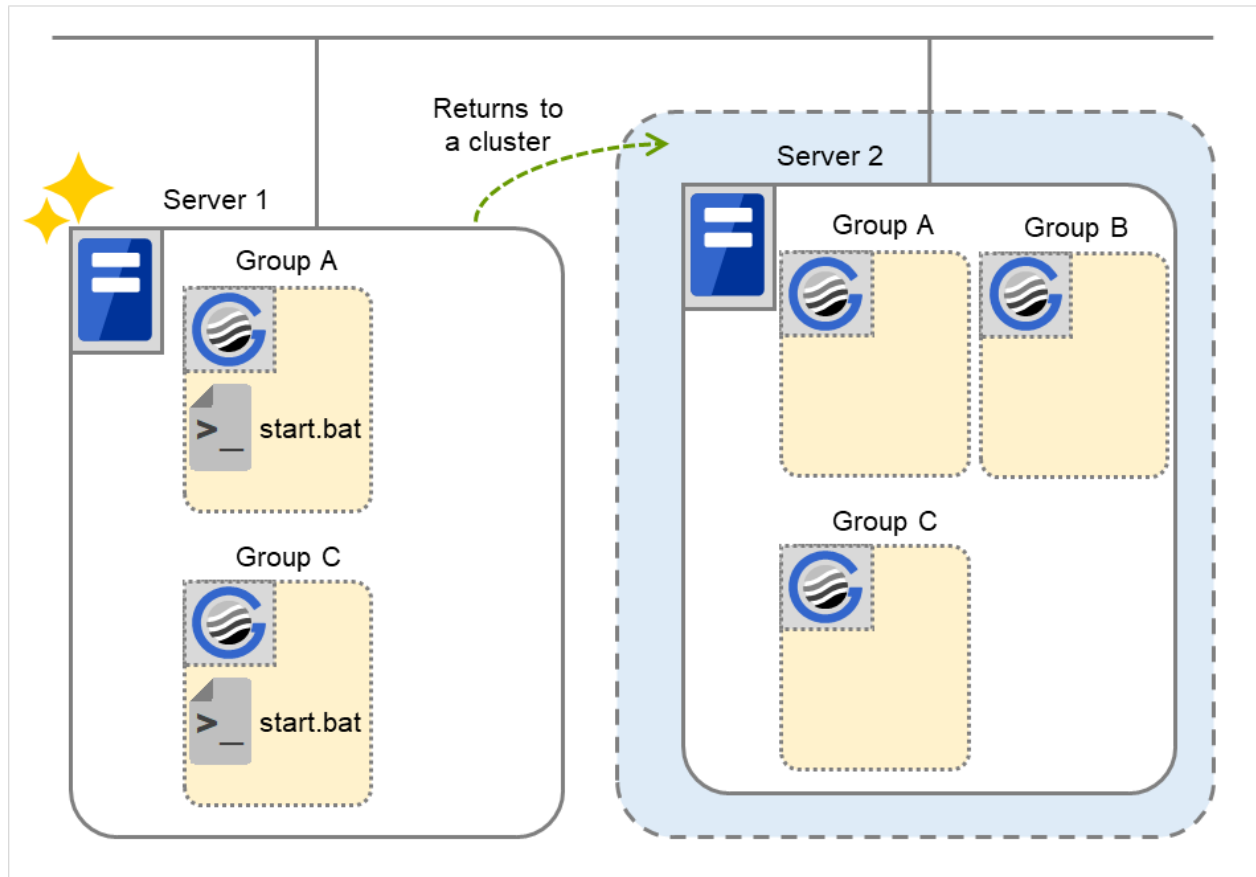 Returns to
a cluster
Server 1
Group A
start.bat
Group C
start.bat
Server 2
Group A
Group B
Group C